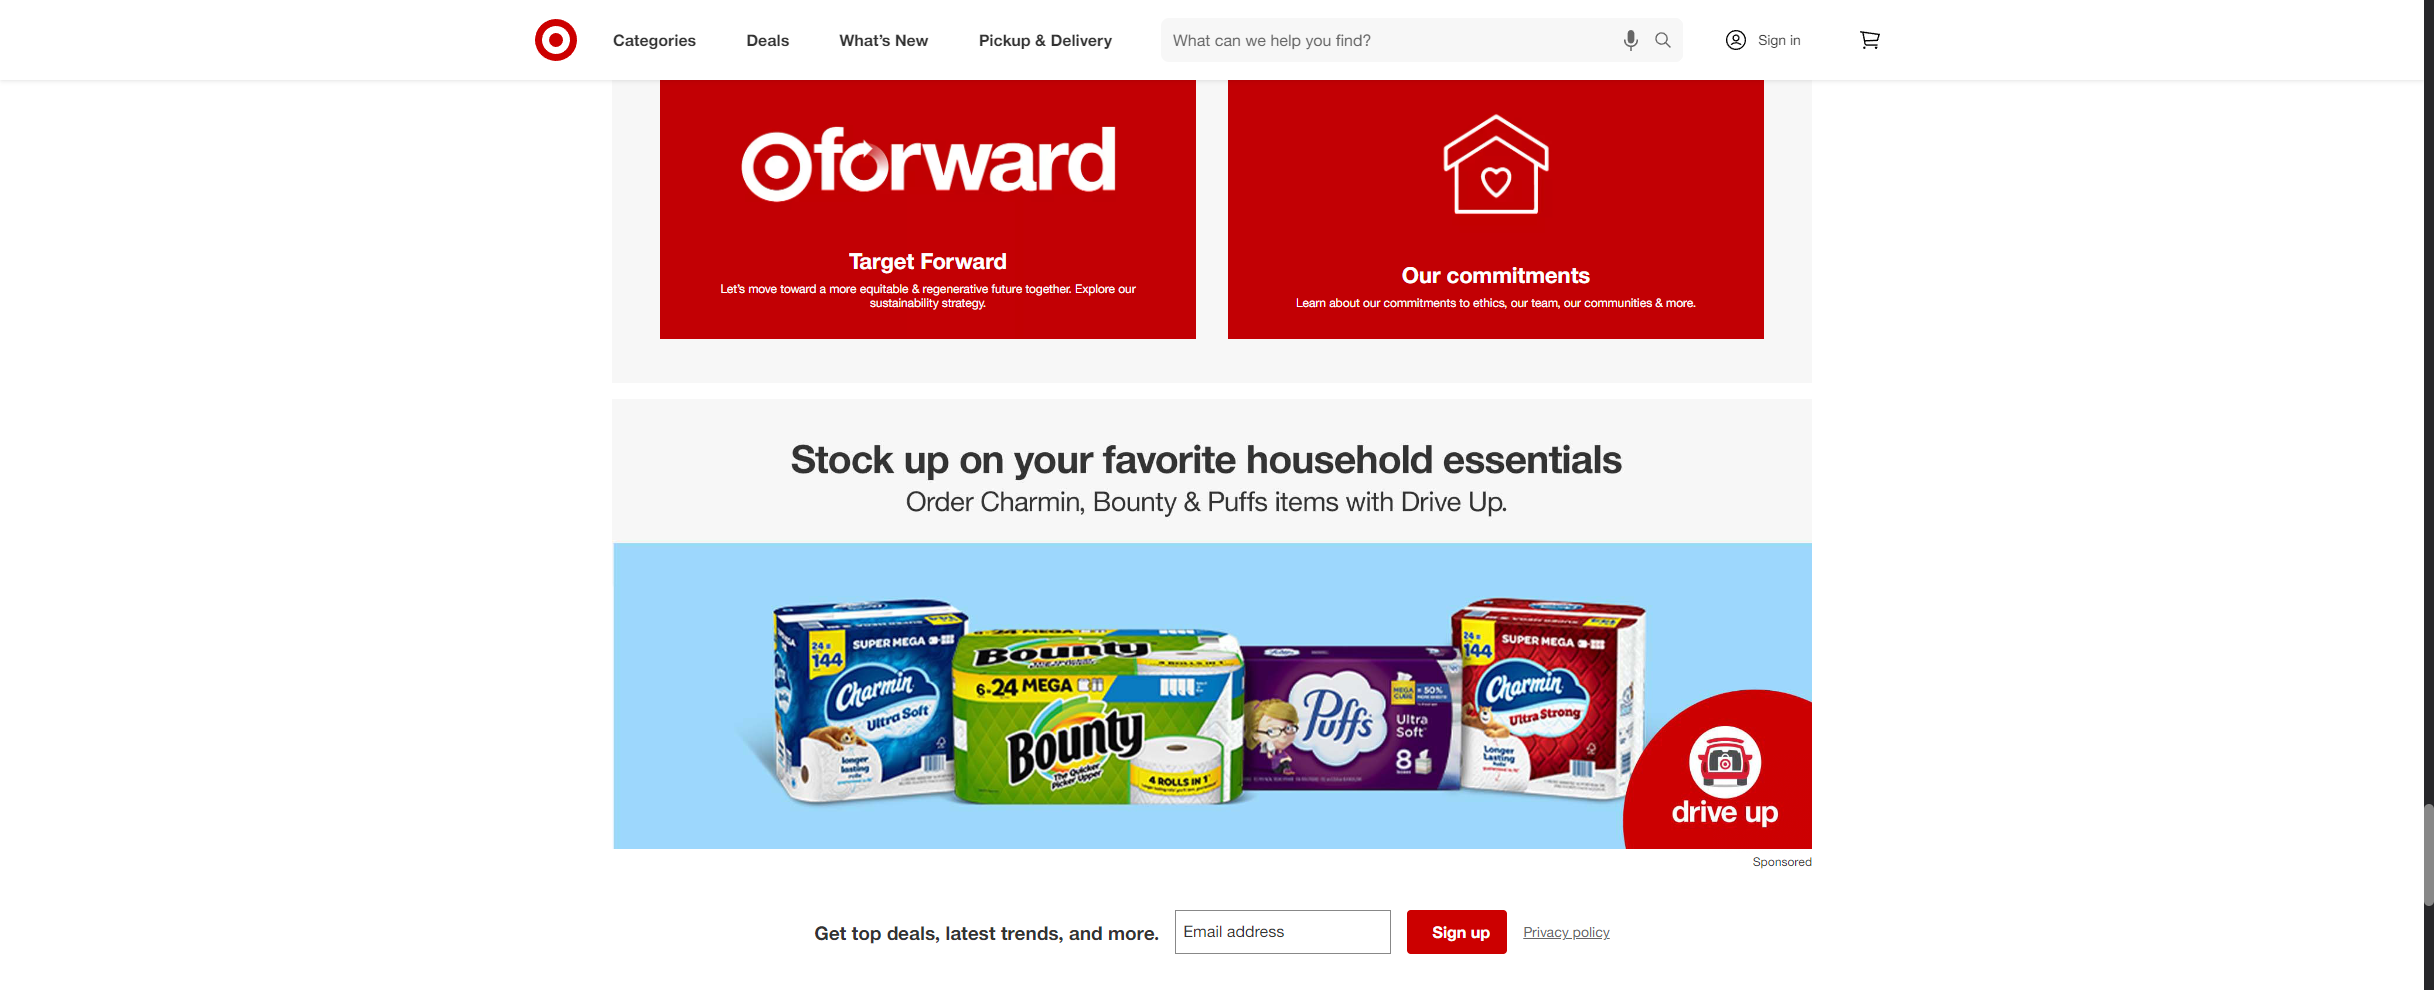 Categories
Deals
What's New
Pickup & Delivery
What can we help you find?
Sign in
forward
Target Forward
Let's move toward a more equitable & regenerative future together. Explore our
sustainability strategy.
Our commitments
Learn about our commitments to ethics, our team, our communities & more.
Stock up on your favorite household essentials
Order Charmin, Bounty & Puffs items with Drive Up.
24 =
144
SUPER MEGA
Charmin
Ultra Soft
longer
lasting
rolls
Bounty
6=24 MEGA
Bounty
The Quicker
Picker Upper
4 ROLLS IN 1
Puffs
MEGA
CUBE
= 50%
Ultra
Soft
8
24 =
144
SUPER MEGA
Charmin
Ultra Strong
Longer
Lasting
Rolls
drive up
Sponsored
Get top deals, latest trends, and more.
Email address
Sign up
Privacy policy